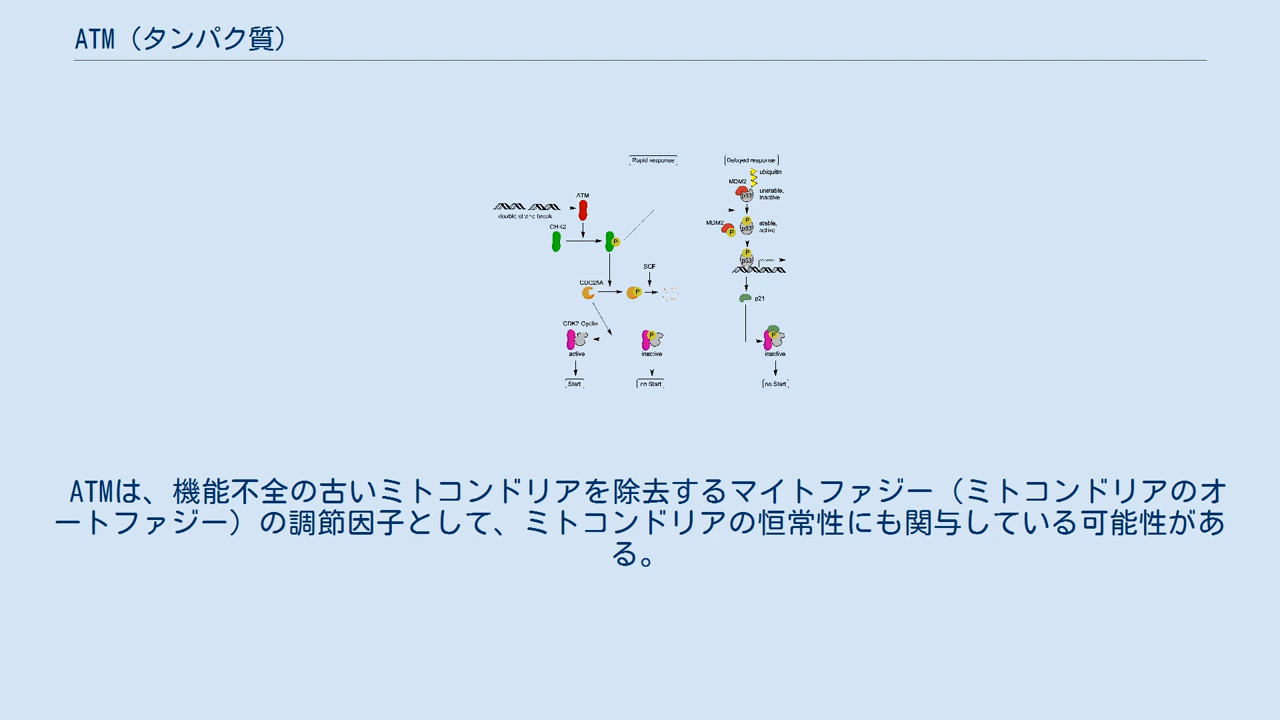 ATM（タンパク質）
Rapid response
Delayed response
ubiquitin
MDM2
p53
unstable,
inactive
ATM
double strand break
CHK2
P
MDM2
P
P
p53
stable,
active
P
p53
SCF
CDC25A
P
p21
CDK2 Cyclin
P
P
active
inactive
inactive
Start
no Start
no Start
ATMは、機能不全の古いミトコンドリアを除去するマイトファジー（ミトコンドリアのオ
ートファジー）の調節因子として、ミトコンドリアの恒常性にも関与している可能性があ
る。